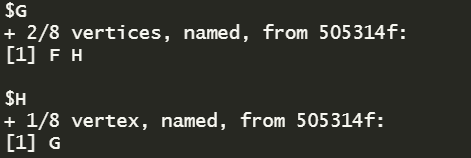 $G
+ 2/8 vertices, named, from 505314f:
[1] F H
$H
+ 1/8 vertex, named, from 505314f:
[1] G